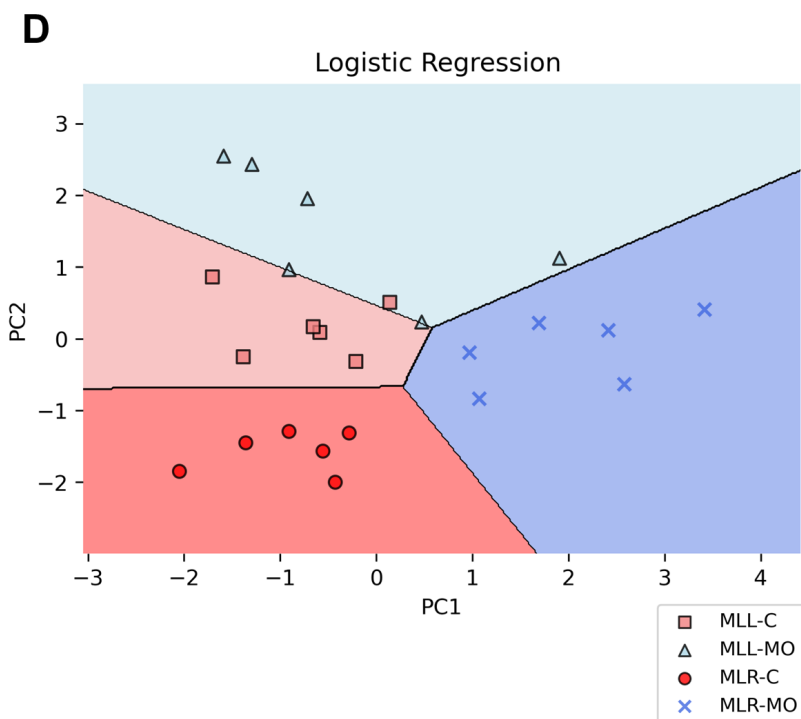 D
Logistic Regression
3
2
1
0
−1
−2
PC2
−3 −2 −1 0 1 2 3 4
PC1
MLL-C
MLL-MO
MLR-C
MLR-MO